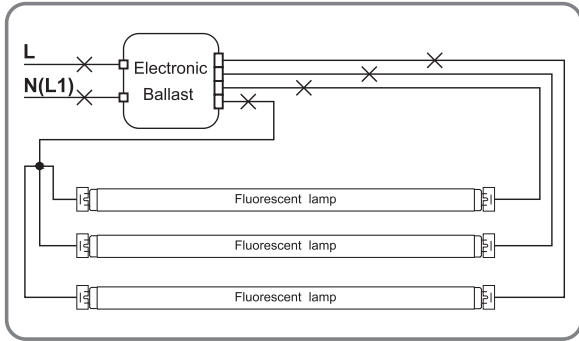 L
N(L1)
Electronic
Ballast
Fluorescent lamp
Fluorescent lamp
Fluorescent lamp